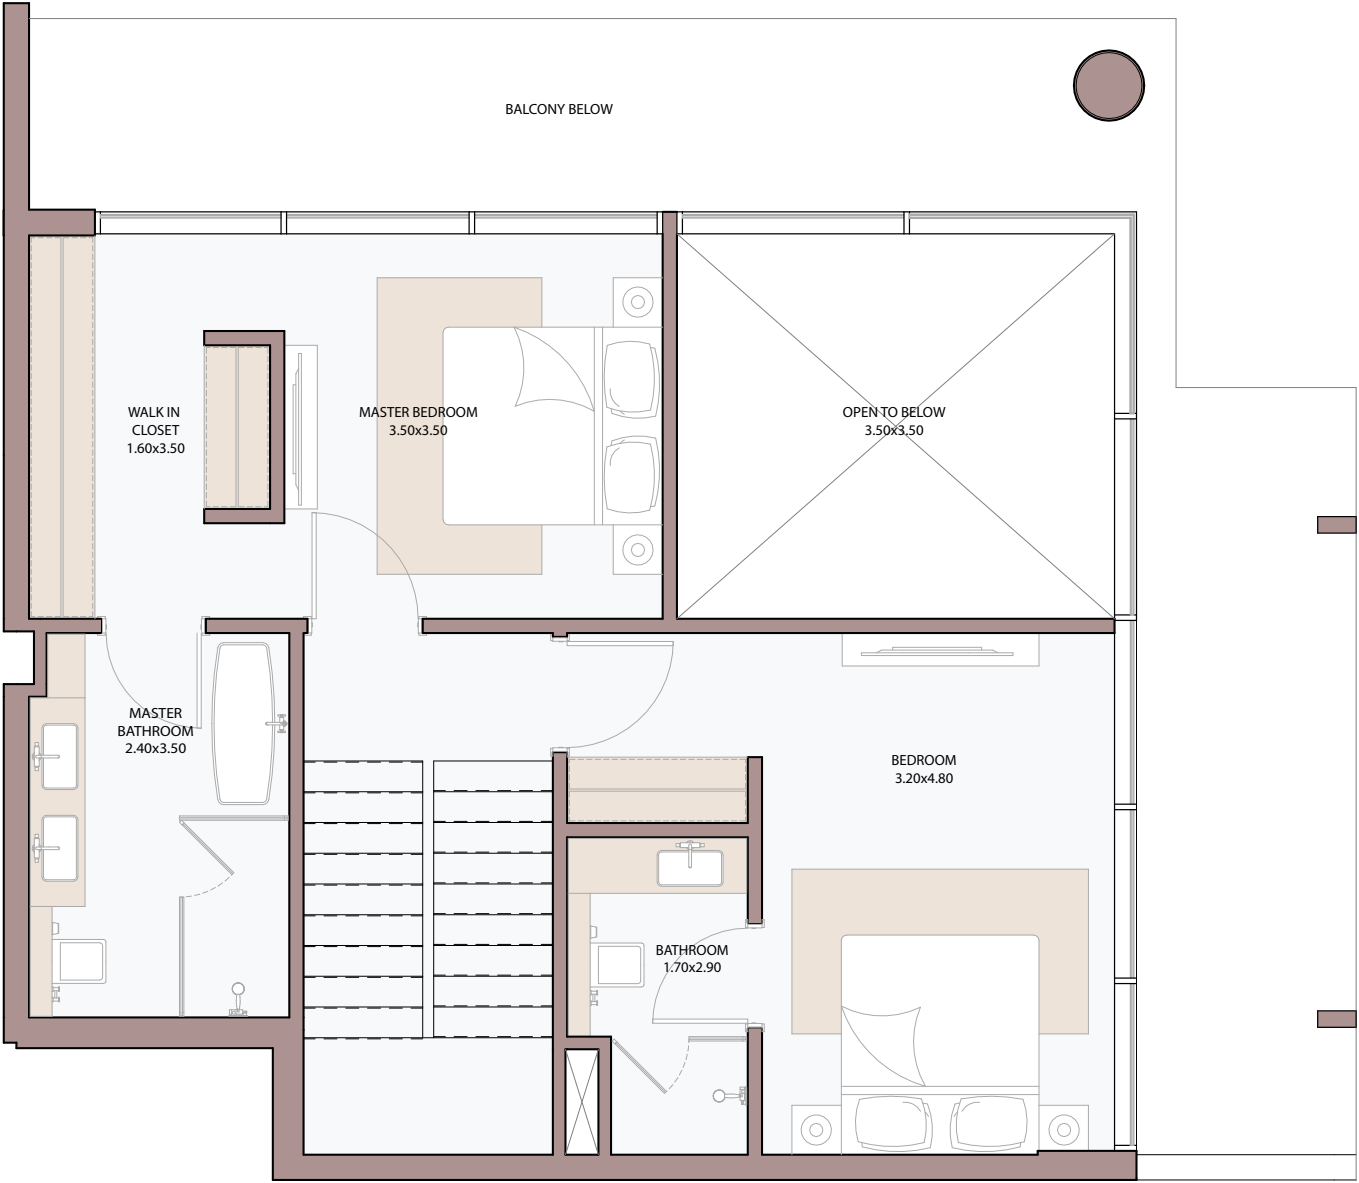 BALCONY BELOW
WALK IN
CLOSET
1.60x3.50
MASTER BEDROOM
3.50x3.50
OPEN TO BELOW
3.50x3.50
MASTER
BATHROOM
2.40x3.50
BEDROOM
3.20x4.80
BATHROOM
1.70x2.90